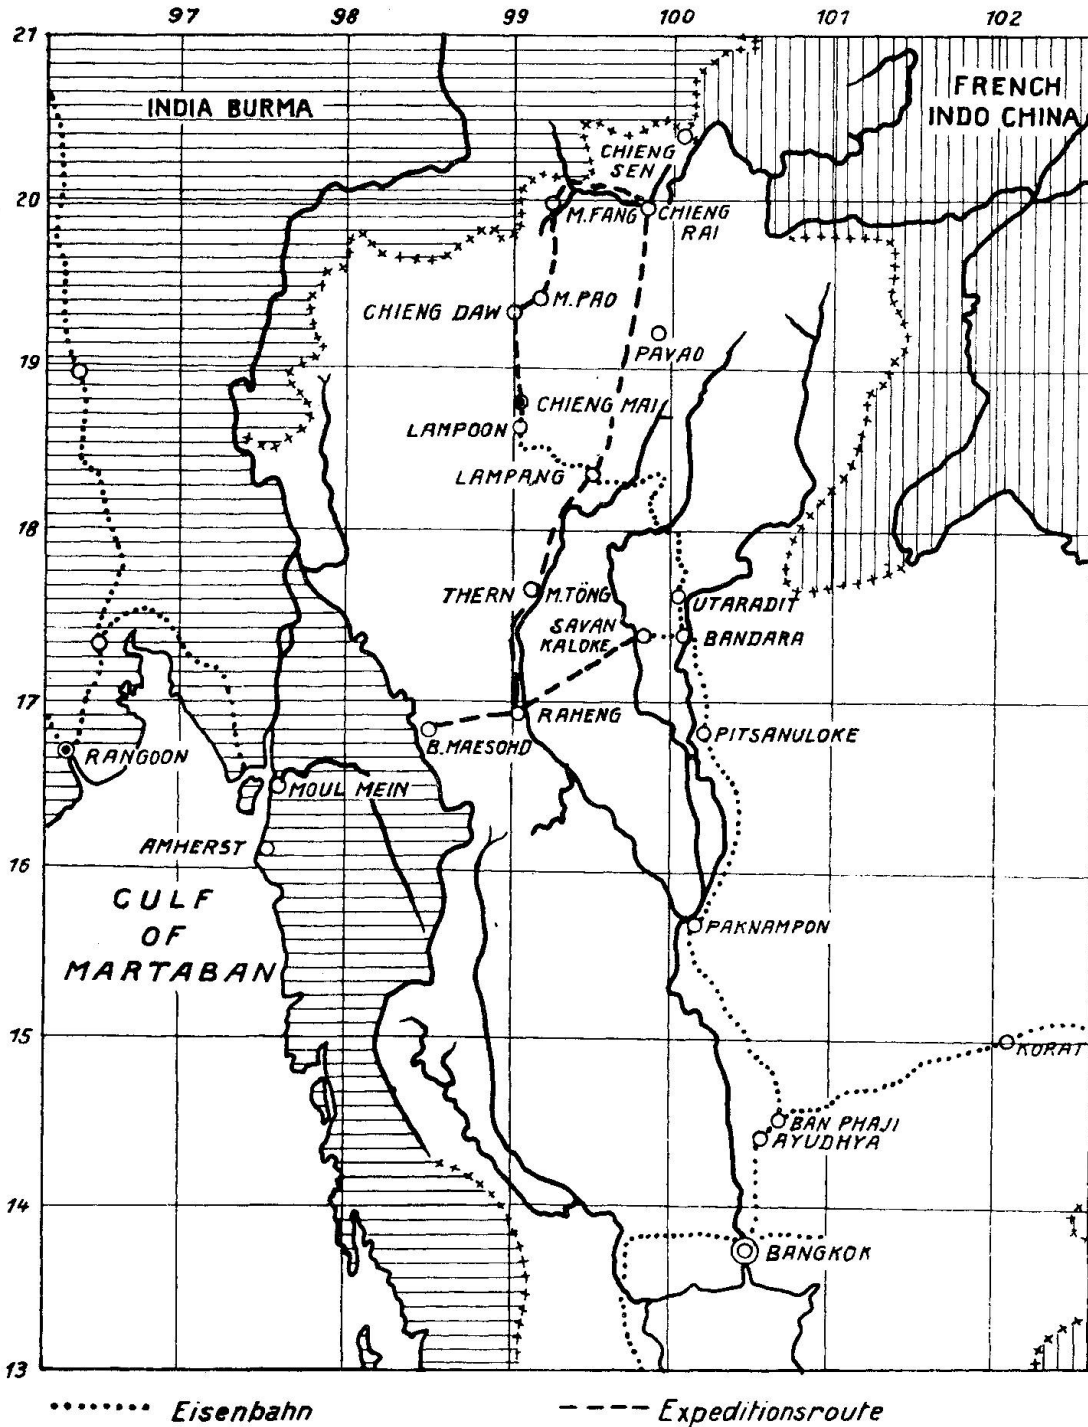 97 98 99 100 101 102
21
INDIA BURMA
FRENCH
INDO CHINA
CHIENG
SEN
20
M.FANG
CHIENG
RAI
CHIENG DAW
M.PAO
PAVAO
19
CHIENG MAI
LAMPOON
LAMPANG
18
THERN
M.TÖNG
UTARADIT
SAVAN
KALOKE
BANDARA
17
RAHENG
B.MAESOHD
PITSANULOKE
RANGOON
MOUL MEIN
AMHERST
16
GULF
OF
MARTABAN
PAKNAMPON
15
KORAT
BAN PHAJI
AYUDHYA
14
BANGKOK
13
Eisenbahn
Expeditionsroute